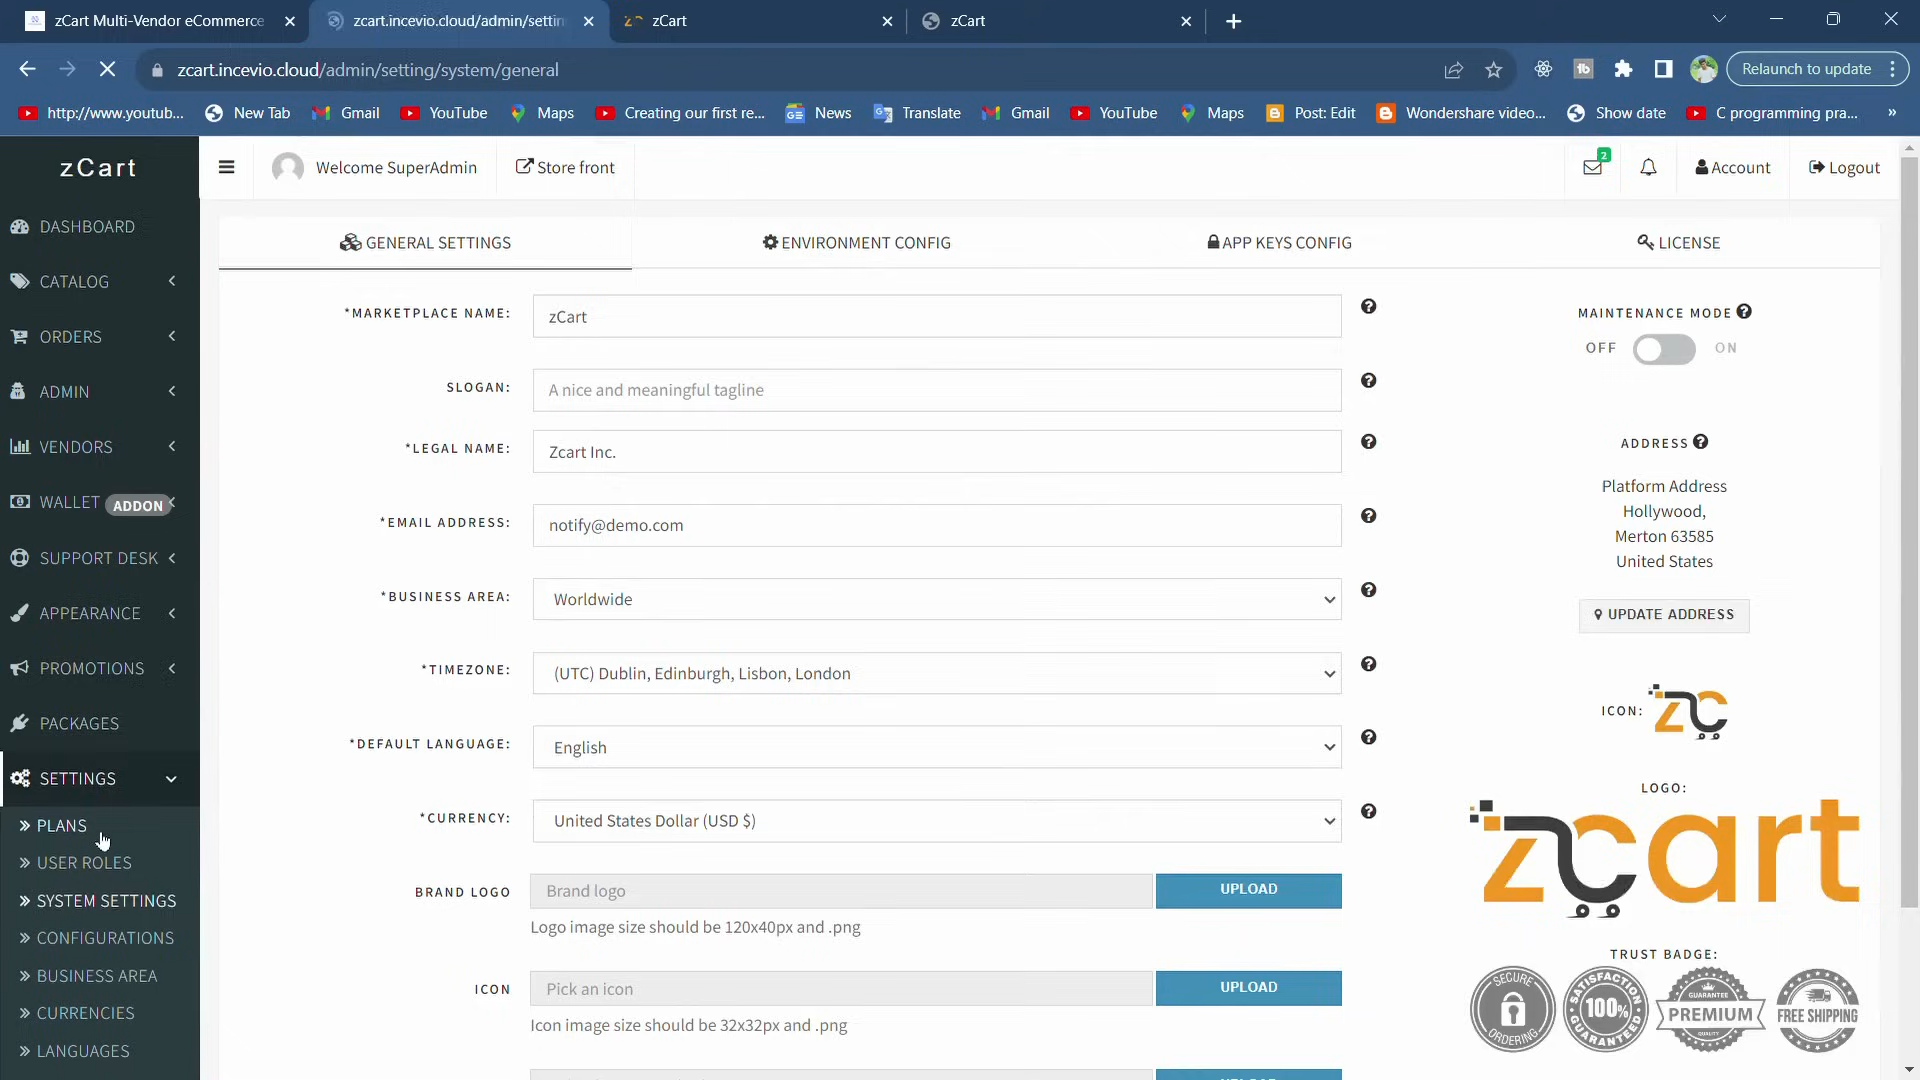 zCart Multi-Vendor eCommerce
zcart.incevio.cloud/admin/settin
zCart
zCart
zcart.incevio.cloud/admin/setting/system/general
Relaunch to update
http://www.youtub...
New Tab
Gmail
YouTube
Maps
Creating our first re...
News
Translate
Gmail
YouTube
Maps
Post: Edit
Wondershare video...
Show date
C programming pra...
»
zCart
Welcome SuperAdmin
Store front
2
Account
Logout
DASHBOARD
CATALOG
ORDERS
ADMIN
VENDORS
WALLET ADDON
SUPPORT DESK
APPEARANCE
PROMOTIONS
PACKAGES
SETTINGS
PLANS
USER ROLES
SYSTEM SETTINGS
CONFIGURATIONS
BUSINESS AREA
CURRENCIES
LANGUAGES
GENERAL SETTINGS
ENVIRONMENT CONFIG
APP KEYS CONFIG
LICENSE
*MARKETPLACE NAME:
zCart
SLOGAN:
A nice and meaningful tagline
*LEGAL NAME:
Zcart Inc.
*EMAIL ADDRESS:
notify@demo.com
*BUSINESS AREA:
Worldwide
*TIMEZONE:
(UTC) Dublin, Edinburgh, Lisbon, London
*DEFAULT LANGUAGE:
English
*CURRENCY:
United States Dollar (USD $)
BRAND LOGO
Brand logo
UPLOAD
Logo image size should be 120x40px and .png
ICON
Pick an icon
UPLOAD
Icon image size should be 32x32px and .png
MAINTENANCE MODE
OFF
ON
ADDRESS
Platform Address
Hollywood,
Merton 63585
United States
UPDATE ADDRESS
ICON:
zc
LOGO:
zcart
TRUST BADGE:
SECURE
ORDERING
SATISFACTION
100%
GUARANTEED
GUARANTEE
PREMIUM
QUALITY
FREE SHIPPING